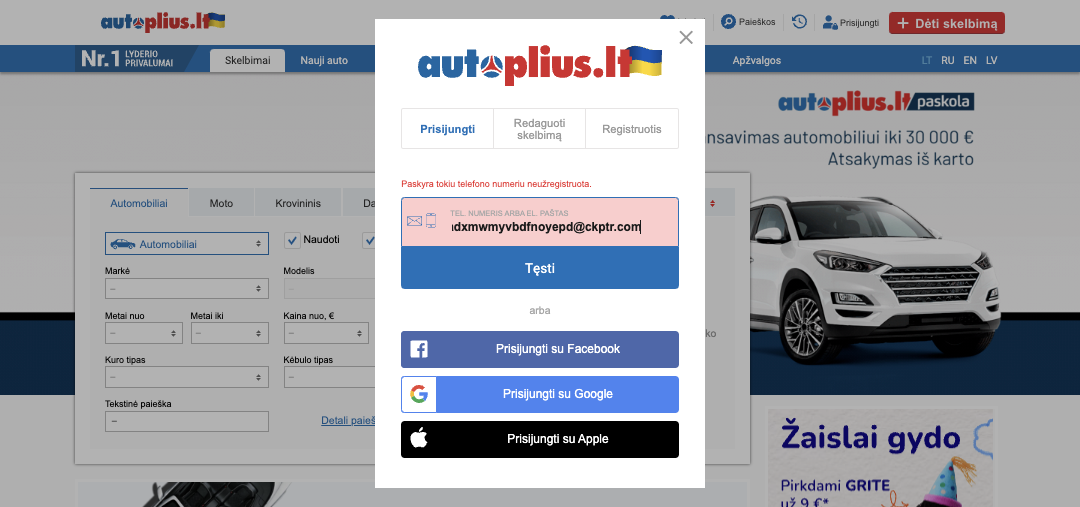 autoplius.lt
Paieškos
Prisijungti
+ Dėti skelbimą
Nr.1 LYDERIO
PRIVALUMAI
Skelbimai
Nauji auto
Apžvalgos
LT RU EN LV
autoplius.lt
Prisijungti
Redaguoti
skelbimą
Registruotis
Paskyra tokiu telefono numeriu neužregistruota.
TEL. NUMERIS ARBA EL. PAŠTAS
dxmwmyvbdfnoyepd@ckptr.com
Tęsti
arba
Prisijungti su Facebook
Prisijungti su Google
Prisijungti su Apple
Automobiliai
Moto
Krovininis
Da
Automobiliai
Naudoti
Markė
Modelis
–
–
Metai nuo
Metai iki
Kaina nuo, €
–
–
–
Kuro tipas
Kėbulo tipas
–
–
Tekstinė paieška
–
Detali paieš
ko
autoplius.lt paskola
nsavimas automobiliui iki 30 000 €
Atsakymas iš karto
Žaislai gydo
Pirkdami GRITE
už 9 €*